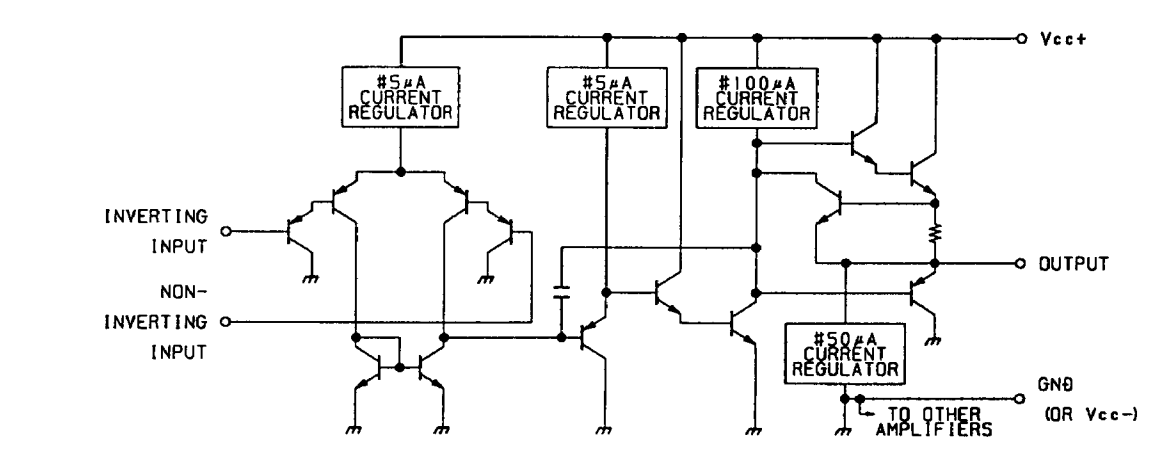 Vcc+
#5µA
CURRENT
REGULATOR
#5µA
CURRENT
REGULATOR
#100µA
CURRENT
REGULATOR
INVERTING
INPUT
NON-
INVERTING
INPUT
OUTPUT
#50µA
CURRENT
REGULATOR
GND
(OR Vcc-)
TO OTHER
AMPLIFIERS